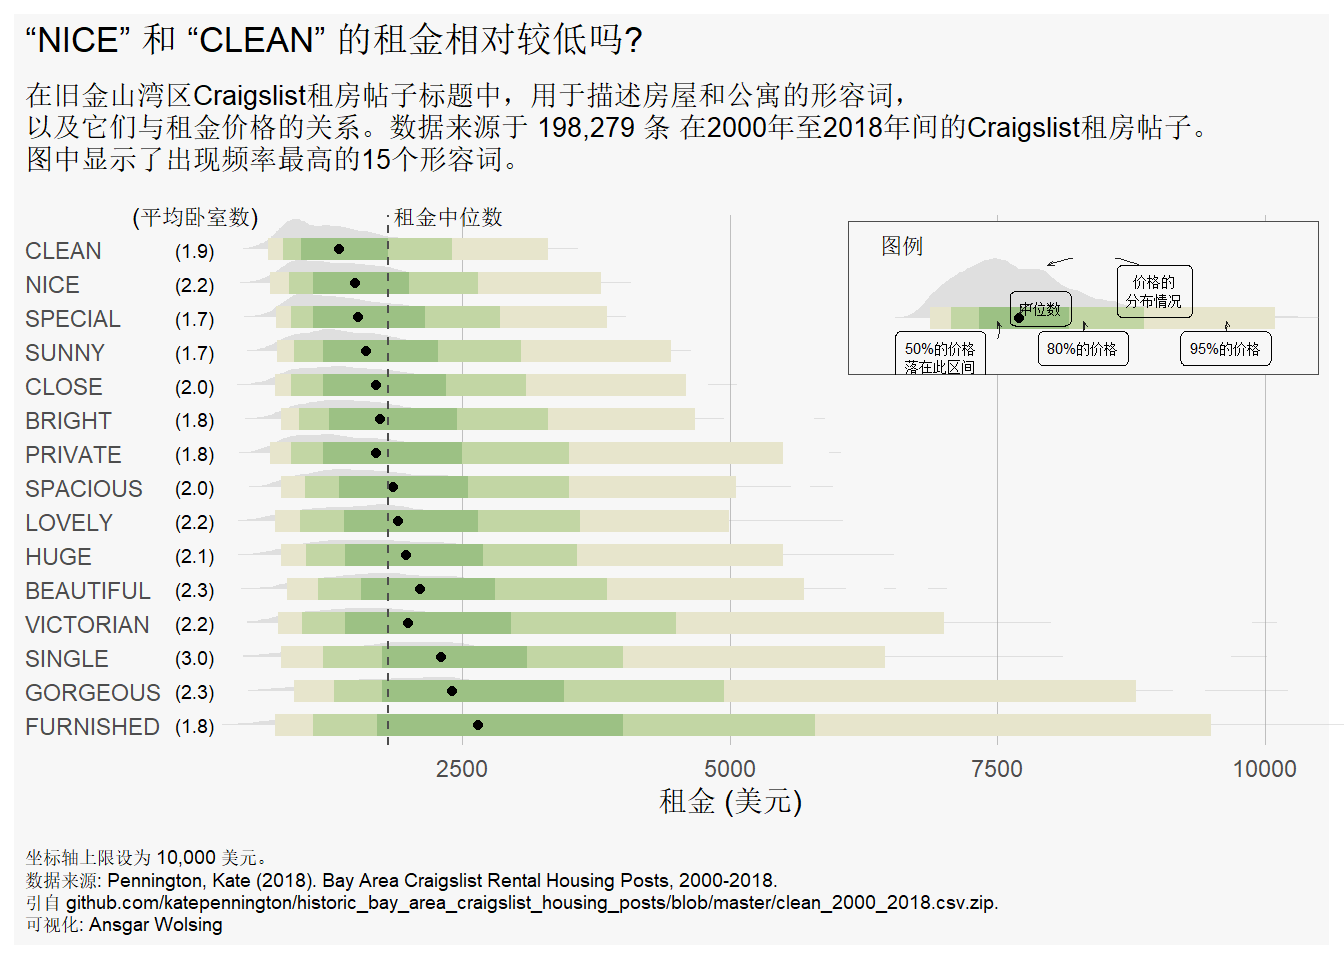 “NICE” 和 “CLEAN” 的租金相对较低吗?
在旧金山湾区Craigslist租房帖子标题中，用于描述房屋和公寓的形容词，
以及它们与租金价格的关系。数据来源于 198,279 条 在2000年至2018年间的Craigslist租房帖子。
图中显示了出现频率最高的15个形容词。
(平均卧室数) 租金中位数
CLEAN (1.9)
NICE (2.2)
SPECIAL (1.7)
SUNNY (1.7)
CLOSE (2.0)
BRIGHT (1.8)
PRIVATE (1.8)
SPACIOUS (2.0)
LOVELY (2.2)
HUGE (2.1)
BEAUTIFUL (2.3)
VICTORIAN (2.2)
SINGLE (3.0)
GORGEOUS (2.3)
FURNISHED (1.8)
图例
价格的
分布情况
中位数
50%的价格
落在此区间
80%的价格
95%的价格
2500 5000 7500 10000
租金 (美元)
坐标轴上限设为 10,000 美元。
数据来源: Pennington, Kate (2018). Bay Area Craigslist Rental Housing Posts, 2000-2018.
引自 github.com/katepennington/historic_bay_area_craigslist_housing_posts/blob/master/clean_2000_2018.csv.zip.
可视化: Ansgar Wolsing